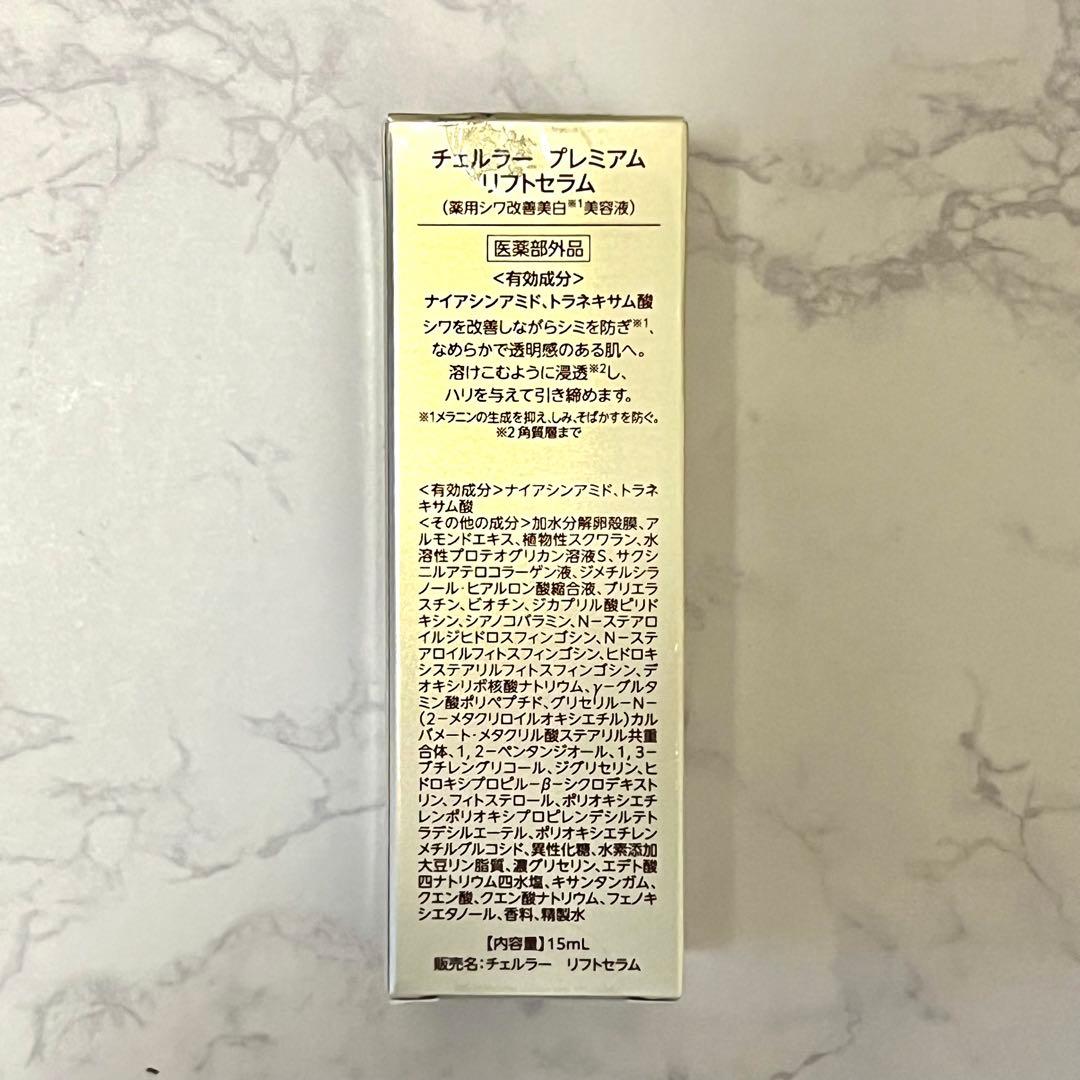 チェルラー　プレミアム
リフトセラム
（薬用シワ改善美白※1美容液）
医薬部外品
＜有効成分＞
ナイアシンアミド、トラネキサム酸
シワを改善しながらシミを防ぎ※1、
なめらかで透明感のある肌へ。
溶けこむように浸透※2し、
ハリを与えて引き締めます。
※1メラニンの生成を抑え、しみ、そばかすを防ぐ。
※2 角質層まで
＜有効成分＞ナイアシンアミド、トラネ
キサム酸
＜その他の成分＞加水分解卵殻膜、ア
ルモンドエキス、植物性スクワラン、水
溶性プロテオグリカン溶液S、サクシ
ニルアテロコラーゲン液、ジメチルシラ
ノール・ヒアルロン酸縮合液、ブリエラ
スチン、ビオチン、ジカプリル酸ピリド
キシン、シアノコバラミン、N－ステアロ
イルジヒドロスフィンゴシン、N－ステ
アロイルフィトスフィンゴシン、ヒドロキ
システアリルフィトスフィンゴシン、デ
オキシリボ核酸ナトリウム、γ－グルタ
ミン酸ポリペプチド、グリセリル－N－
(2－メタクリロイルオキシエチル)カル
バメート・メタクリル酸ステアリル共重
合体、1，2－ペンタンジオール、1，3－
ブチレングリコール、ジグリセリン、ヒ
ドロキシプロピル－β－シクロデキスト
リン、フィトステロール、ポリオキシエチ
レンポリオキシプロピレンデシルテト
ラデシルエーテル、ポリオキシエチレン
メチルグルコシド、異性化糖、水素添加
大豆リン脂質、濃グリセリン、エデト酸
四ナトリウム四水塩、キサンタンガム、
クエン酸、クエン酸ナトリウム、フェノキ
シエタノール、香料、精製水
【内容量】15mL
販売名：チェルラー　リフトセラム